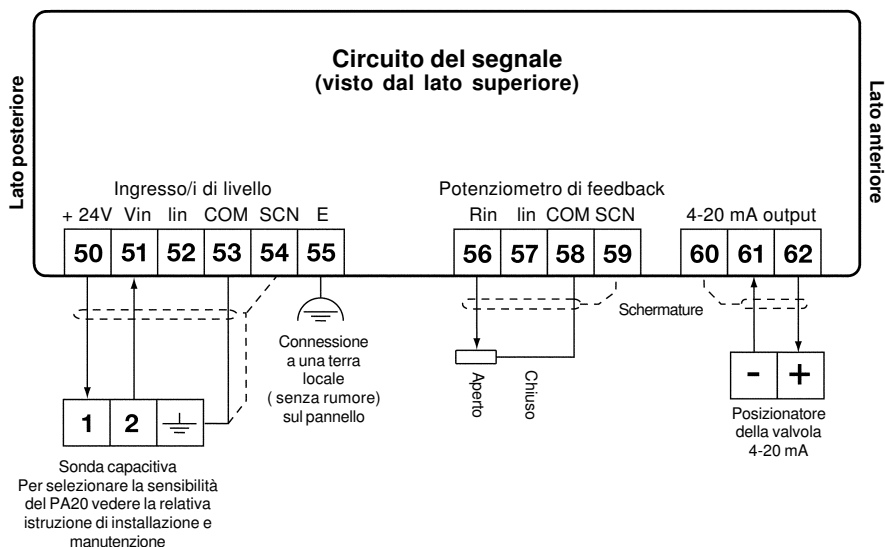 Circuito del segnale
(visto dal lato superiore)
Lato posteriore
Lato anteriore
Ingresso/i di livello
+ 24V Vin Iin COM SCN E
50 51 52 53 54 55
Potenziometro di feedback
Rin Iin COM SCN
56 57 58 59
4-20 mA output
60 61 62
Schermature
Connessione
a una terra
locale
( senza rumore)
sul pannello
Aperto
Chiuso
- +
Posizionatore
della valvola
4-20 mA
1 2
Sonda capacitiva
Per selezionare la sensibilità
del PA20 vedere la relativa
istruzione di installazione e
manutenzione